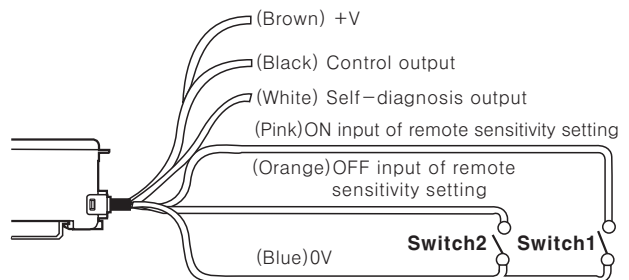 (Brown) +V
(Black) Control output
(White) Self-diagnosis output
(Pink)ON input of remote sensitivity setting
(Orange)OFF input of remote
sensitivity setting
Switch2
Switch1
(Blue)0V